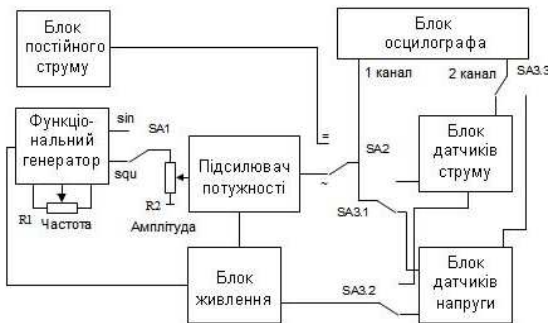 Блок
постійного
струму
Блок
осцилографа
1 канал
2 канал
SA3.3
Функціо-
нальний
генератор
sin
SA1
squ
R1
Частота
R2
Амплітуда
Підсилювач
потужності
=
~
SA2
SA3.1
Блок
датчиків
струму
Блок
живлення
SA3.2
Блок
датчиків
напруги